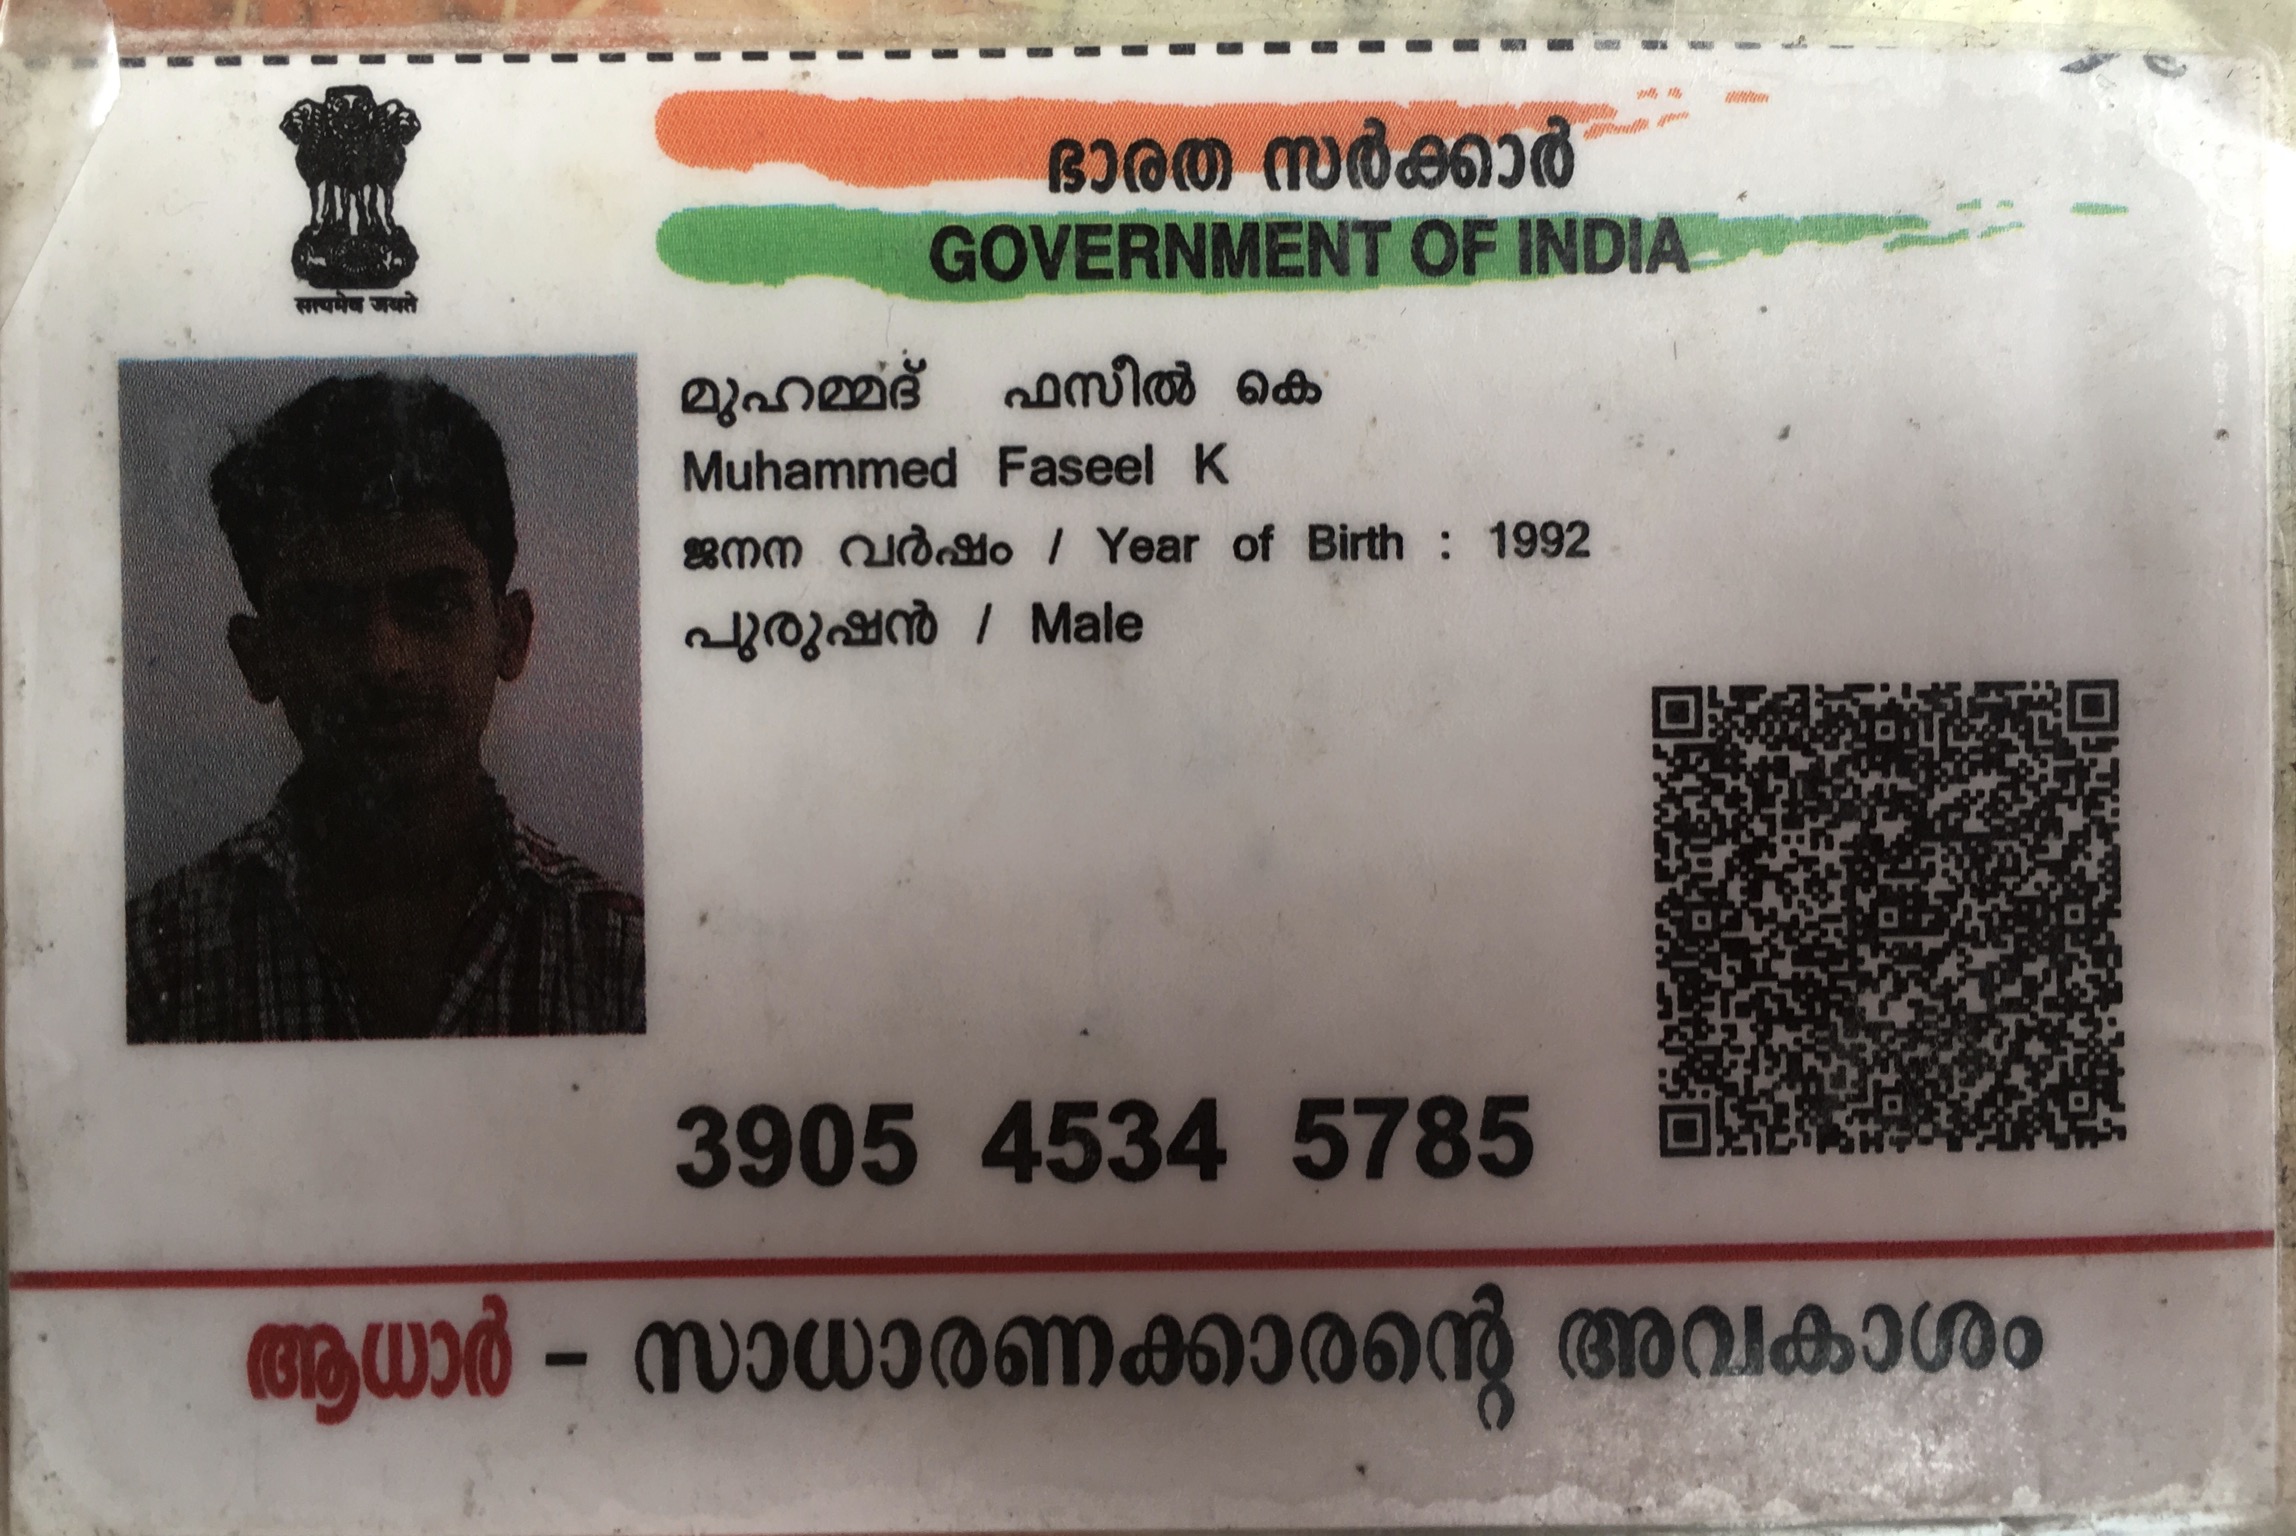 सत्यमेव जयते
ഭാരത സർക്കാർ
GOVERNMENT OF INDIA
മുഹമ്മദ് ഫസീൽ കെ
Muhammed Faseel K
ജനന വർഷം / Year of Birth : 1992
പുരുഷൻ / Male
3905 4534 5785
ആധാർ – സാധാരണക്കാരന്റെ അവകാശം